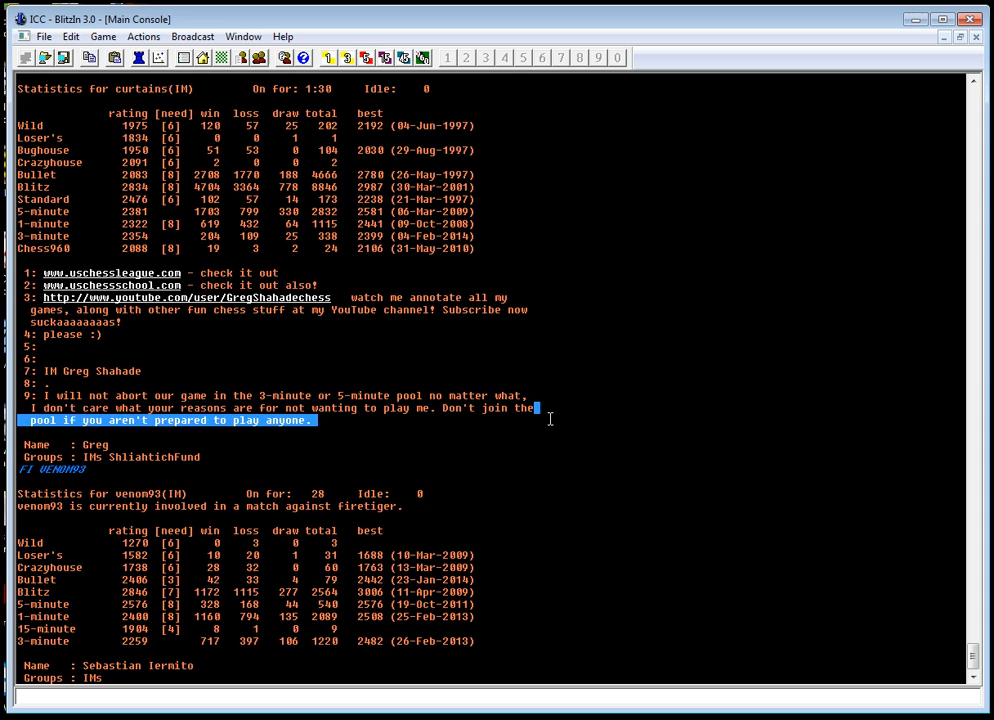 ICC - BlitzIn 3.0 - [Main Console]
File Edit Game Actions Broadcast Window Help
1 3 5 1 2 3 4 5 6 7 8 9 0
Statistics for curtains(IM) On for: 1:30 Idle: 0
rating [need] win loss draw total best
Wild 1975 [6] 120 57 25 202 2192 (04-Jun-1997)
Loser's 1834 [6] 0 0 1 1
Bughouse 1950 [6] 51 53 0 104 2030 (29-Aug-1997)
Crazyhouse 2091 [6] 2 0 0 2
Bullet 2083 [8] 2708 1770 188 4666 2780 (26-May-1997)
Blitz 2834 [8] 4704 3364 778 8846 2987 (30-Mar-2001)
Standard 2476 [6] 102 57 14 173 2238 (21-Mar-1997)
5-minute 2381 1703 799 330 2832 2581 (06-Mar-2009)
1-minute 2322 [8] 619 432 64 1115 2441 (09-Oct-2008)
3-minute 2354 204 109 25 338 2399 (04-Feb-2014)
Chess960 2088 [8] 19 3 2 24 2106 (31-May-2010)
1: www.uschessleague.com - check it out
2: www.uschessschool.com - check it out also!
3: http://www.youtube.com/user/GregShahadechess watch me annotate all my
games, along with other fun chess stuff at my YouTube channel! Subscribe now
suckaaaaaaas!
4: please :)
5:
6:
7: IM Greg Shahade
8: .
9: I will not abort our game in the 3-minute or 5-minute pool no matter what,
I don't care what your reasons are for not wanting to play me. Don't join the
pool if you aren't prepared to play anyone.
Name : Greg
Groups : IMs ShliahtichFund
FI VENOM93
Statistics for venom93(IM) On for: 28 Idle: 0
venom93 is currently involved in a match against firetiger.
rating [need] win loss draw total best
Wild 1270 [6] 0 3 0 3
Loser's 1582 [6] 10 20 1 31 1688 (10-Mar-2009)
Crazyhouse 1738 [6] 28 32 0 60 1763 (13-Mar-2009)
Bullet 2406 [3] 42 33 4 79 2442 (23-Jan-2014)
Blitz 2846 [7] 1172 1115 277 2564 3006 (11-Apr-2009)
5-minute 2576 [8] 328 168 44 540 2576 (19-Oct-2011)
1-minute 2400 [8] 1160 794 135 2089 2508 (25-Feb-2013)
15-minute 1904 [4] 8 1 0 9
3-minute 2259 717 397 106 1220 2482 (26-Feb-2013)
Name : Sebastian Iermito
Groups : IMs